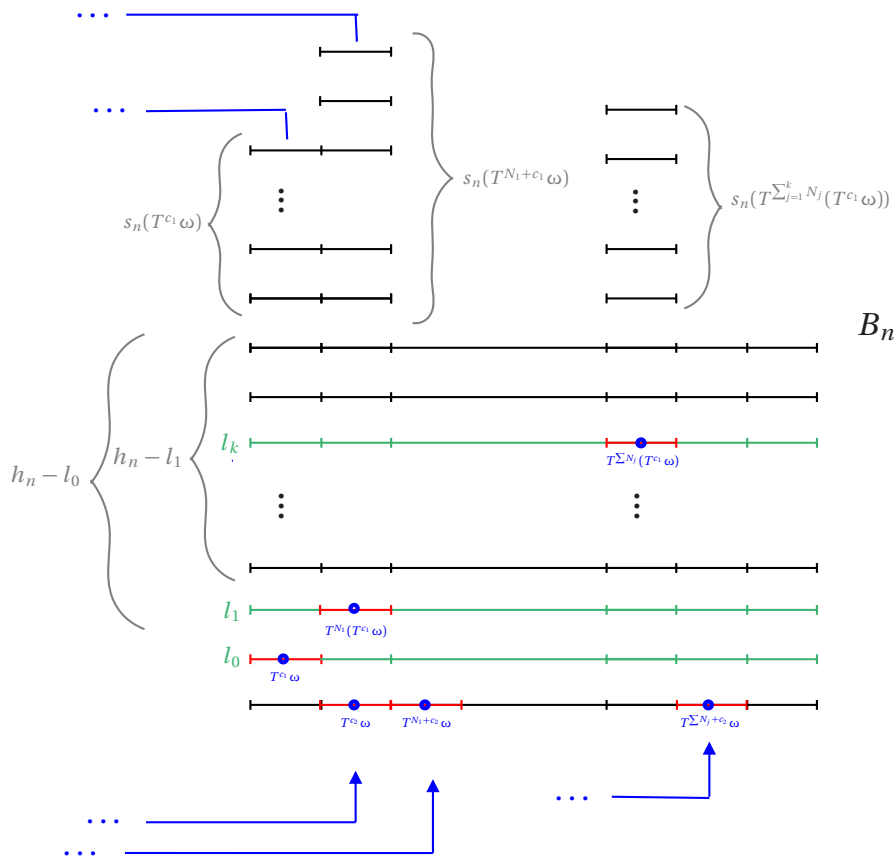 ...
...
s_n(T^{N_1+c_1}ω)
s_n(T^{\sum_{j=1}^{k} N_j}(T^{c_1}ω))
s_n(T^{c_1}ω)
B_n
l_k
T^{\sum N_j}(T^{c_1}ω)
h_n − l_0
h_n − l_1
l_1
T^{N_1}(T^{c_1}ω)
l_0
T^{c_1}ω
T^{c_2}ω
T^{N_1+c_2}ω
T^{\sum N_j+c_2}ω
...
...
...